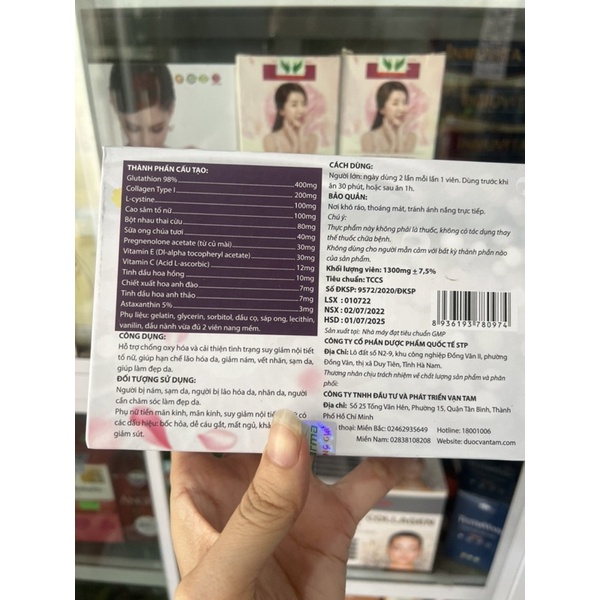 THÀNH PHẦN CẤU TẠO:
Glutathion 98% 400mg
Collagen Type I 200mg
L-cystine 100mg
Cao sâm tố nữ 100mg
Bột nhau thai cừu 80mg
Sữa ong chúa tươi 40mg
Pregnenolone acetate (từ củ mài) 30mg
Vitamin E (Dl-alpha tocopheryl acetate) 30mg
Vitamin C (Acid L-ascorbic) 12mg
Tinh dầu hoa hồng 10mg
Chiết xuất hoa anh đào 7mg
Tinh dầu hoa anh thảo 7mg
Astaxanthin 5% 3mg
Phụ liệu: gelatin, glycerin, sorbitol, dầu cọ, sáp ong, lecithin,
vanilin, dầu nành vừa đủ 2 viên nang mềm.
CÔNG DỤNG:
Hỗ trợ chống oxy hóa và cải thiện tình trạng suy giảm nội tiết
tố nữ, giúp hạn chế lão hóa da, giảm nám, vết nhăn, sạm da,
giúp làm đẹp da.
ĐỐI TƯỢNG SỬ DỤNG:
Người bị nám, sạm da, người bị lão hóa da, nhăn da, người
cần chăm sóc làm đẹp da.
Phụ nữ tiền mãn kinh, mãn kinh, suy giảm nội tiết có
các dấu hiệu: bốc hỏa, dễ cáu gắt, mất ngủ,
giảm sút.
CÁCH DÙNG:
Người lớn: ngày dùng 2 lần mỗi lần 1 viên. Dùng trước khi
ăn 30 phút, hoặc sau ăn 1h.
BẢO QUẢN:
Nơi khô ráo, thoáng mát, tránh ánh nắng trực tiếp.
Chú ý:
Thực phẩm này không phải là thuốc, không có tác dụng thay
thế thuốc chữa bệnh.
Không dùng cho người mẫn cảm với bất kỳ thành phần nào
của sản phẩm.
Khối lượng viên: 1300mg ± 7,5%
Tiêu chuẩn: TCCS
Số ĐKSP: 9572/2020/ĐKSP
LSX : 010722
NSX : 02/07/2022
HSD : 01/07/2025
8 936193 780974
Sản xuất tại: Nhà máy đạt tiêu chuẩn GMP
CÔNG TY CỔ PHẦN DƯỢC PHẨM QUỐC TẾ STP
Địa Chỉ: Lô đất số N2-9, khu công nghiệp Đồng Văn II, phường
Đồng Văn, thị xã Duy Tiên, Tỉnh Hà Nam.
Thương nhân chịu trách nhiệm về chất lượng sản phẩm và phân
phối:
CÔNG TY TNHH ĐẦU TƯ VÀ PHÁT TRIỂN VẠN TAM
Địa chỉ: Số 25 Tống Văn Hên, Phường 15, Quận Tân Bình, Thành
Phố Hồ Chí Minh
thoại: Miền Bắc: 02462935649 Hotline: 18001006
Miền Nam: 02838108208 Website: duocvantam.com
COLLAGEN